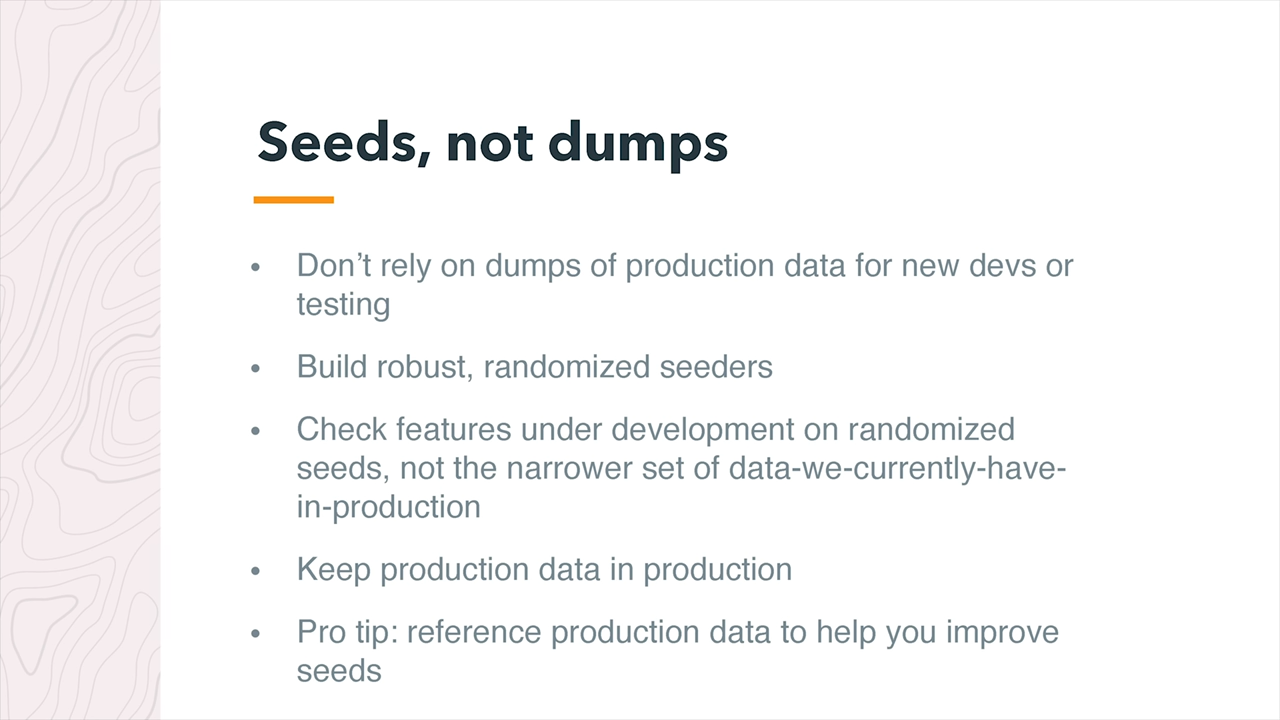 Seeds, not dumps
• Don’t rely on dumps of production data for new devs or
testing
• Build robust, randomized seeders
• Check features under development on randomized
seeds, not the narrower set of data-we-currently-have-
in-production
• Keep production data in production
• Pro tip: reference production data to help you improve
seeds